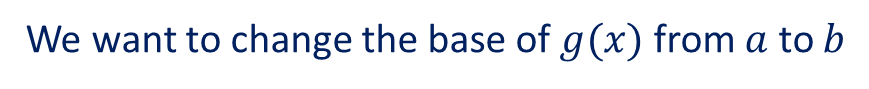 We want to change the base of g(x) from a to b